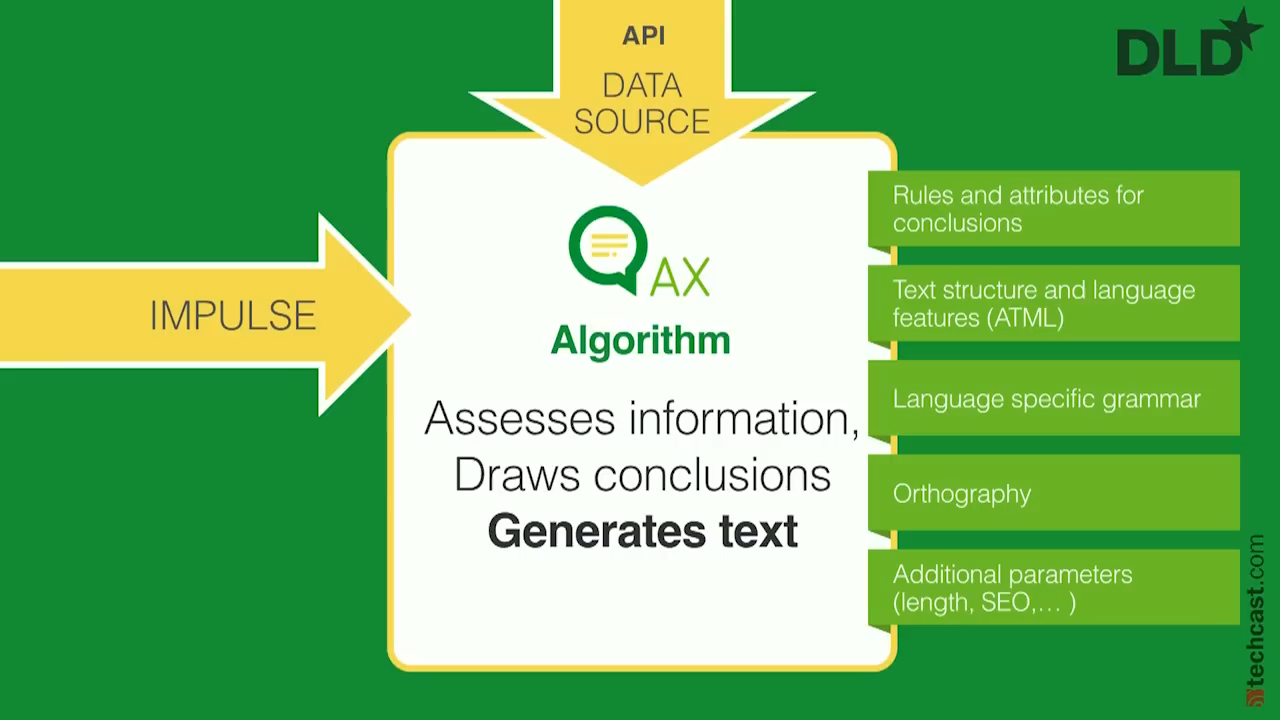 API
DATA
SOURCE
DLD
IMPULSE
AX
Algorithm
Assesses information,
Draws conclusions
Generates text
Rules and attributes for
conclusions
Text structure and language
features (ATML)
Language specific grammar
Orthography
Additional parameters
(length, SEO,... )
techcast.com